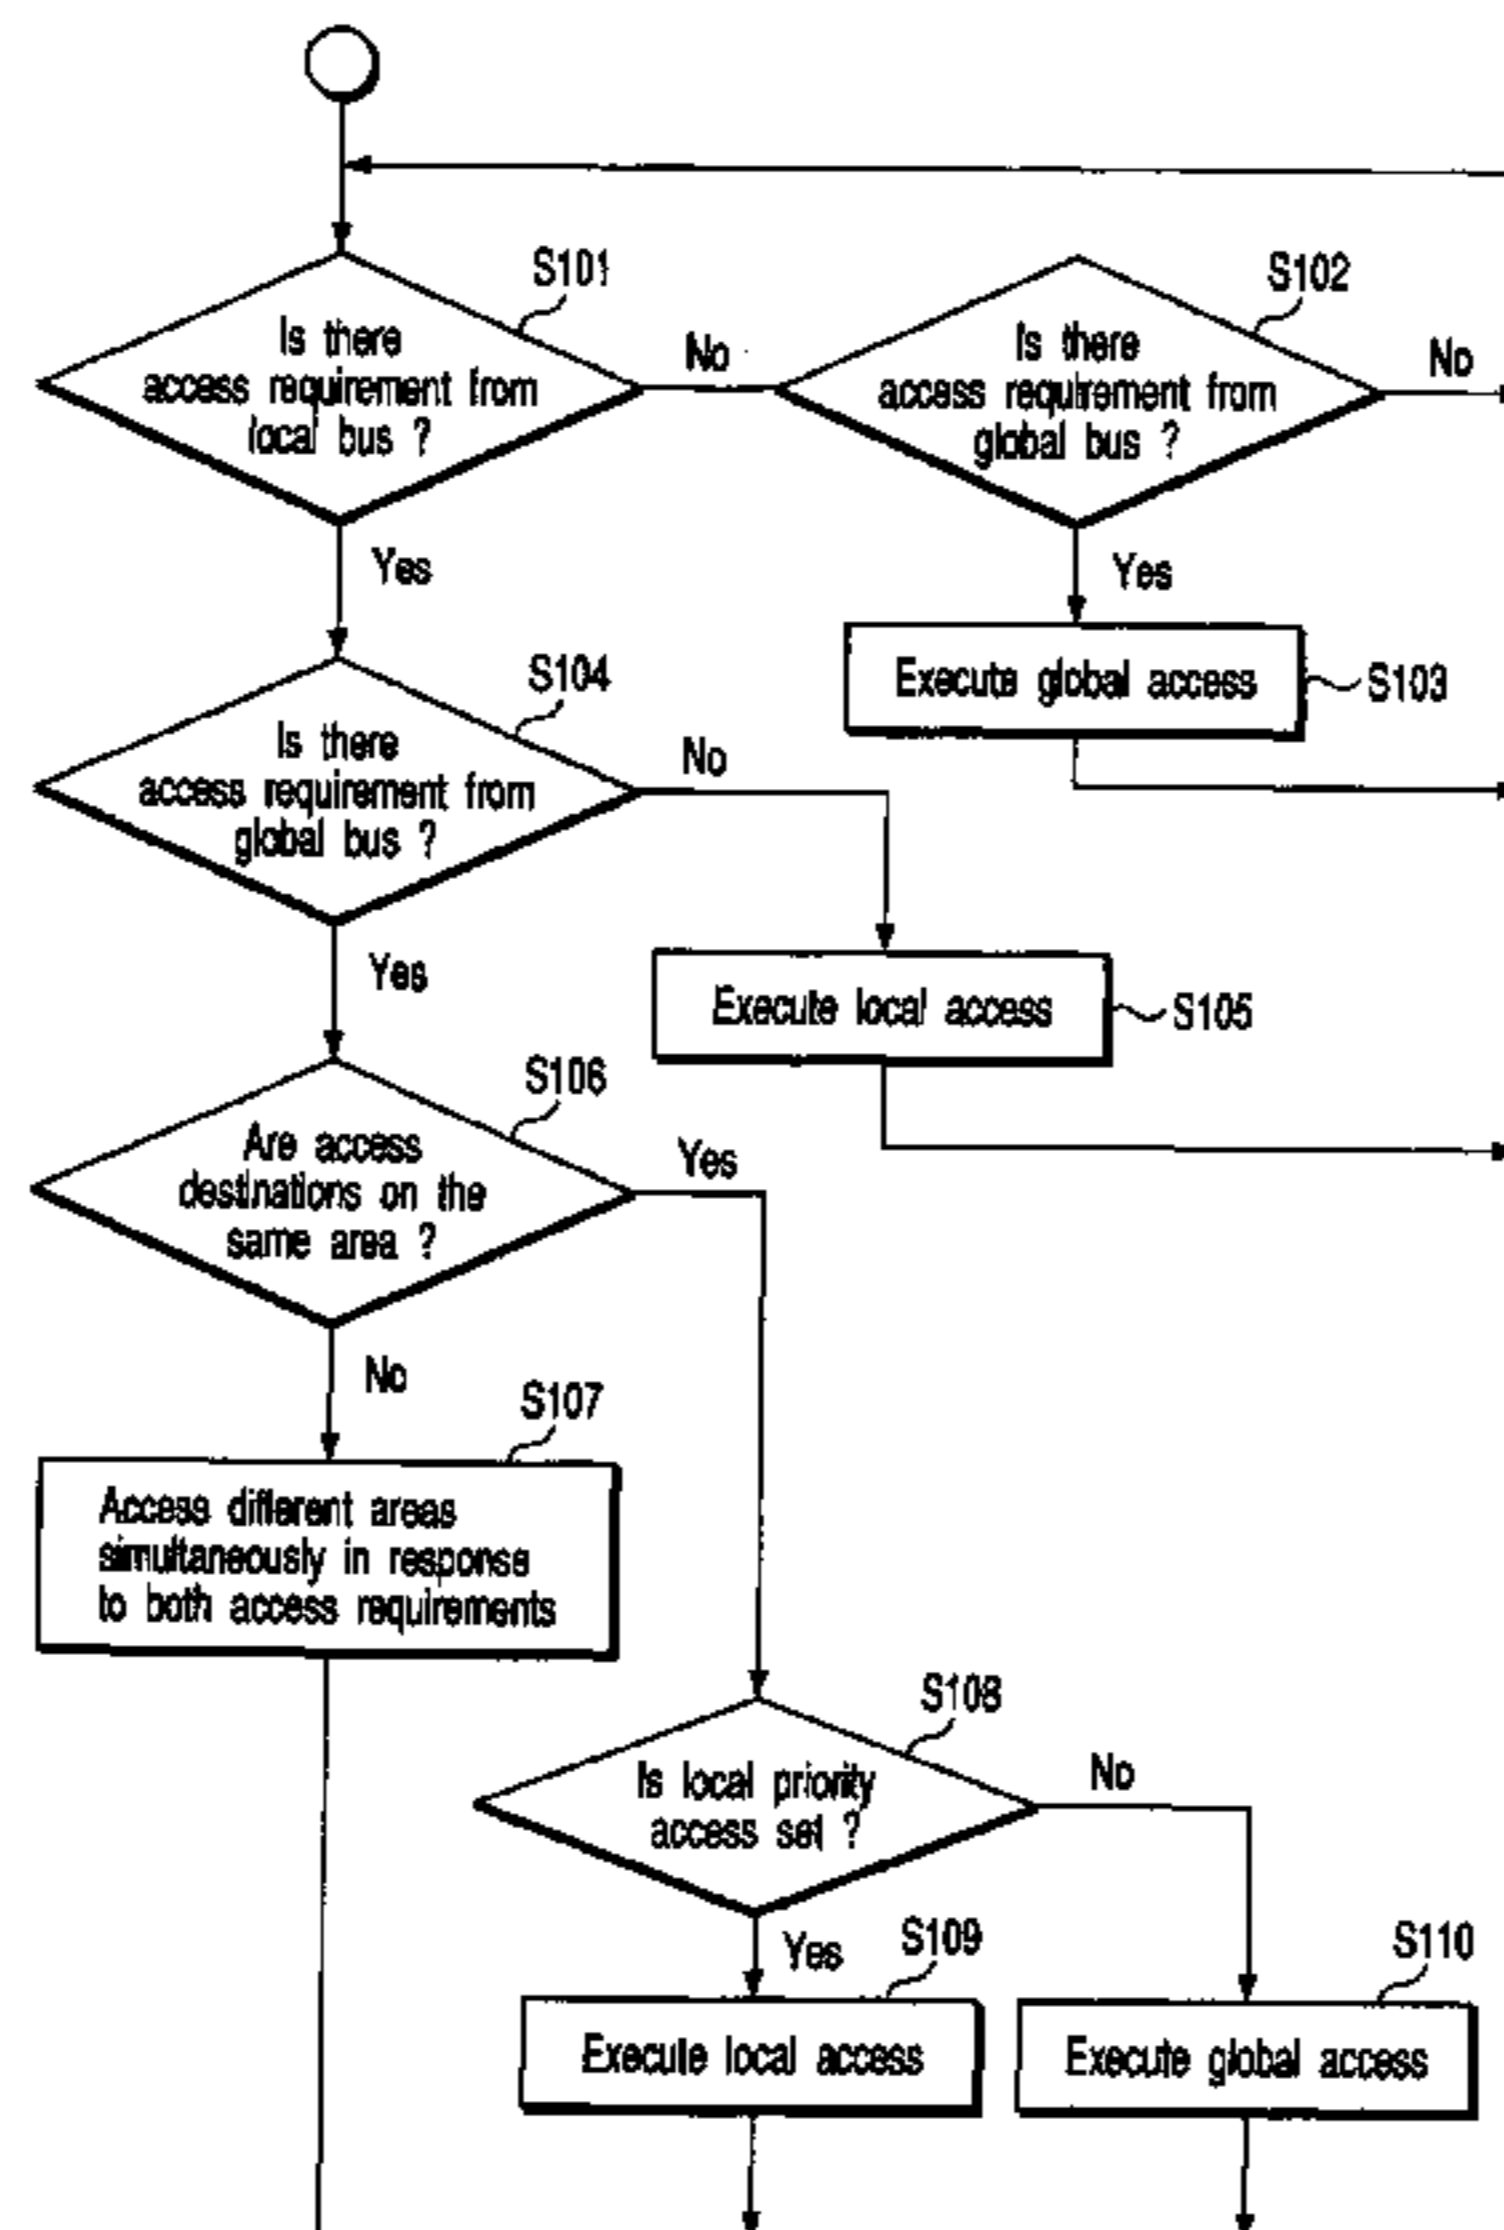 S101
Is there
access requirement from
local bus ?
No
S102
Is there
access requirement from
global bus ?
No
Yes
Yes
Execute global access
S103
S104
Is there
access requirement from
global bus ?
No
Yes
Execute local access
S105
S106
Are access
destinations on the
same area ?
Yes
No
S107
Access different areas
simultaneously in response
to both access requirements
S108
Is local priority
access set ?
No
Yes
S109
Execute local access
S110
Execute global access